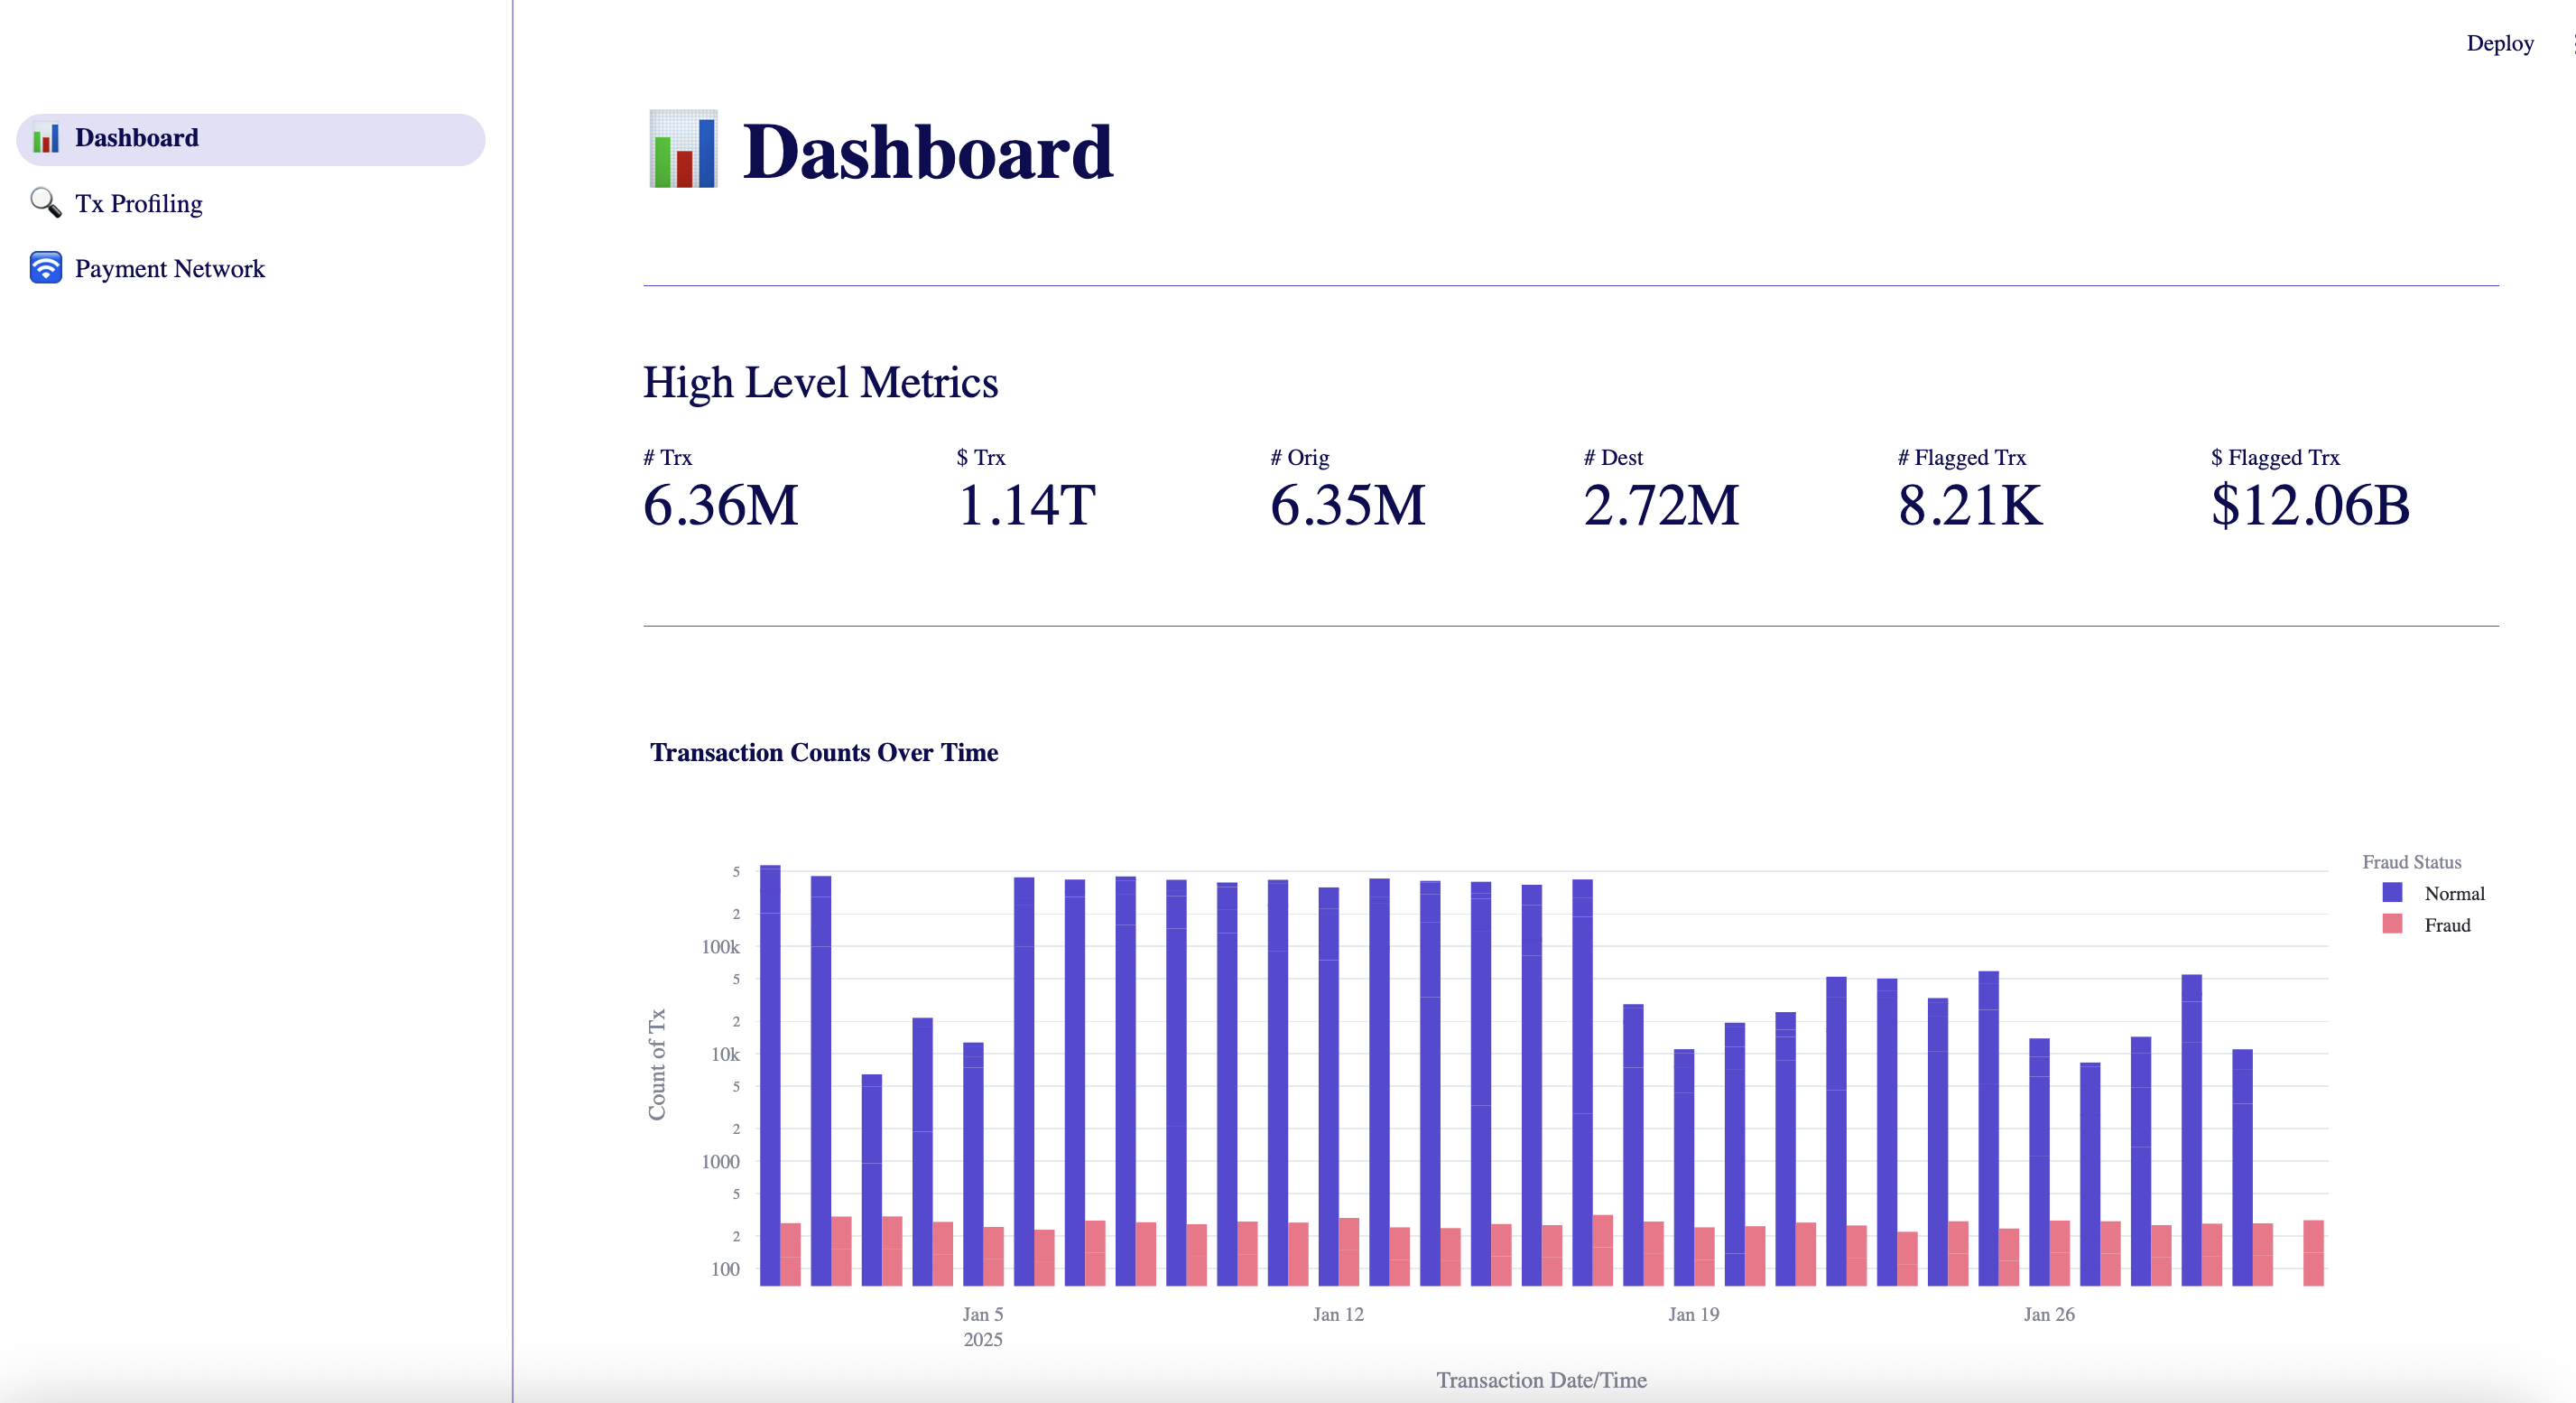 Deploy
Dashboard
Tx Profiling
Payment Network
Dashboard
High Level Metrics
# Trx
6.36M
$ Trx
1.14T
# Orig
6.35M
# Dest
2.72M
# Flagged Trx
8.21K
$ Flagged Trx
$12.06B
Transaction Counts Over Time
Count of Tx
5
2
100k
5
2
10k
5
2
1000
5
2
100
Jan 5
2025
Jan 12
Jan 19
Jan 26
Transaction Date/Time
Fraud Status
Normal
Fraud